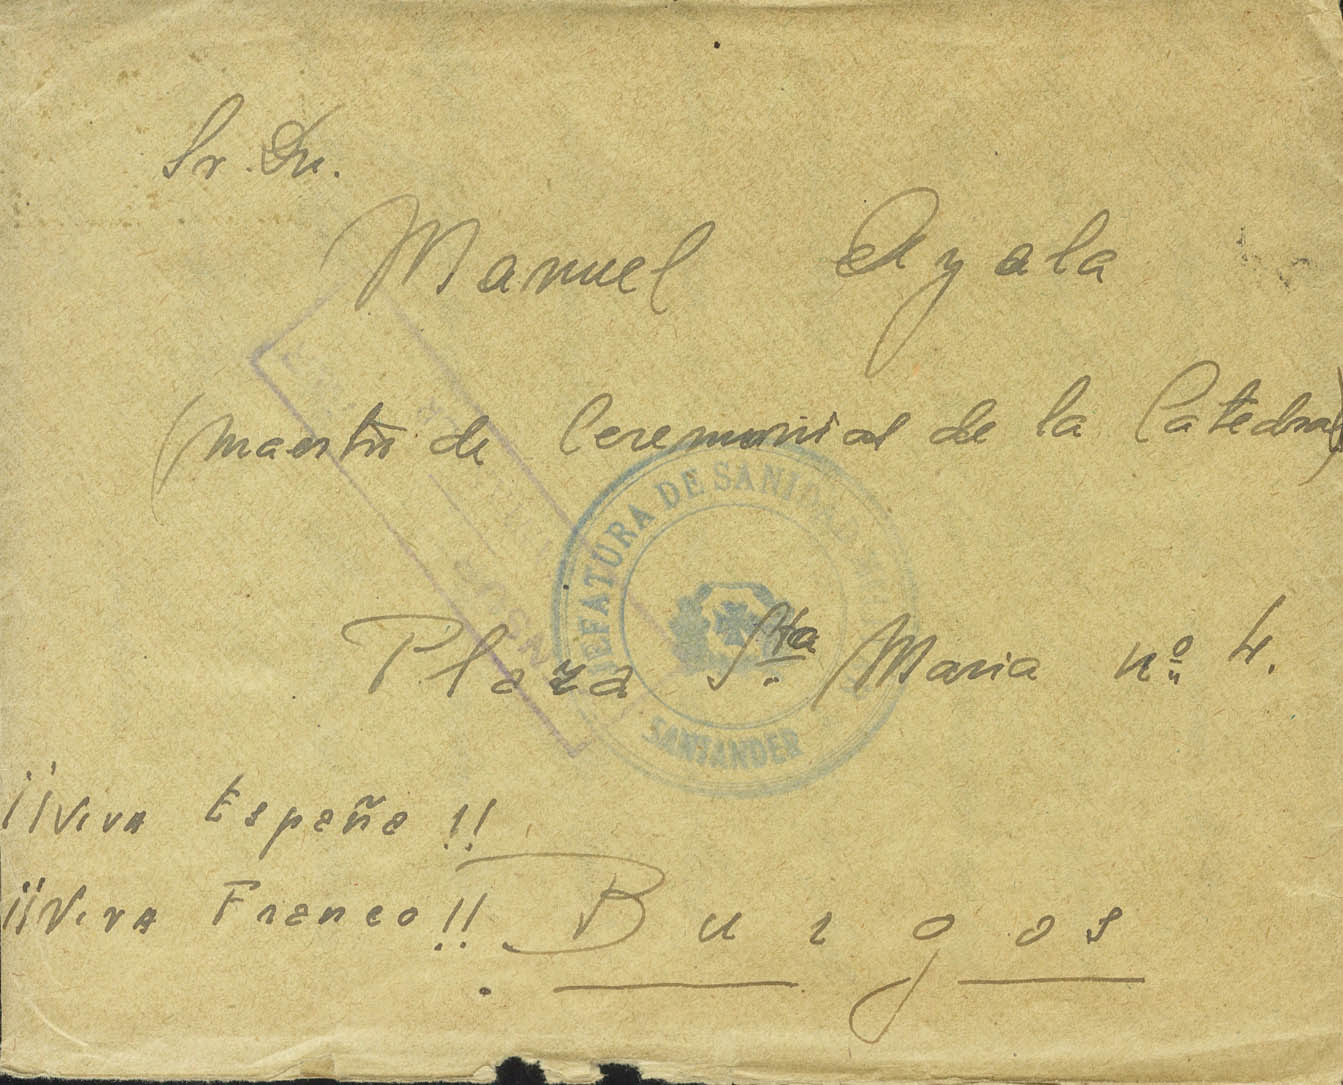 Sr. Dn.
Manuel Ayala
(Maestro de Ceremonial de la Catedral)
JEFATURA DE SANIDAD
SANTANDER
Plaza Sta Maria nº 4.
¡¡Viva España!!
¡¡Viva Franco!!
Burgos